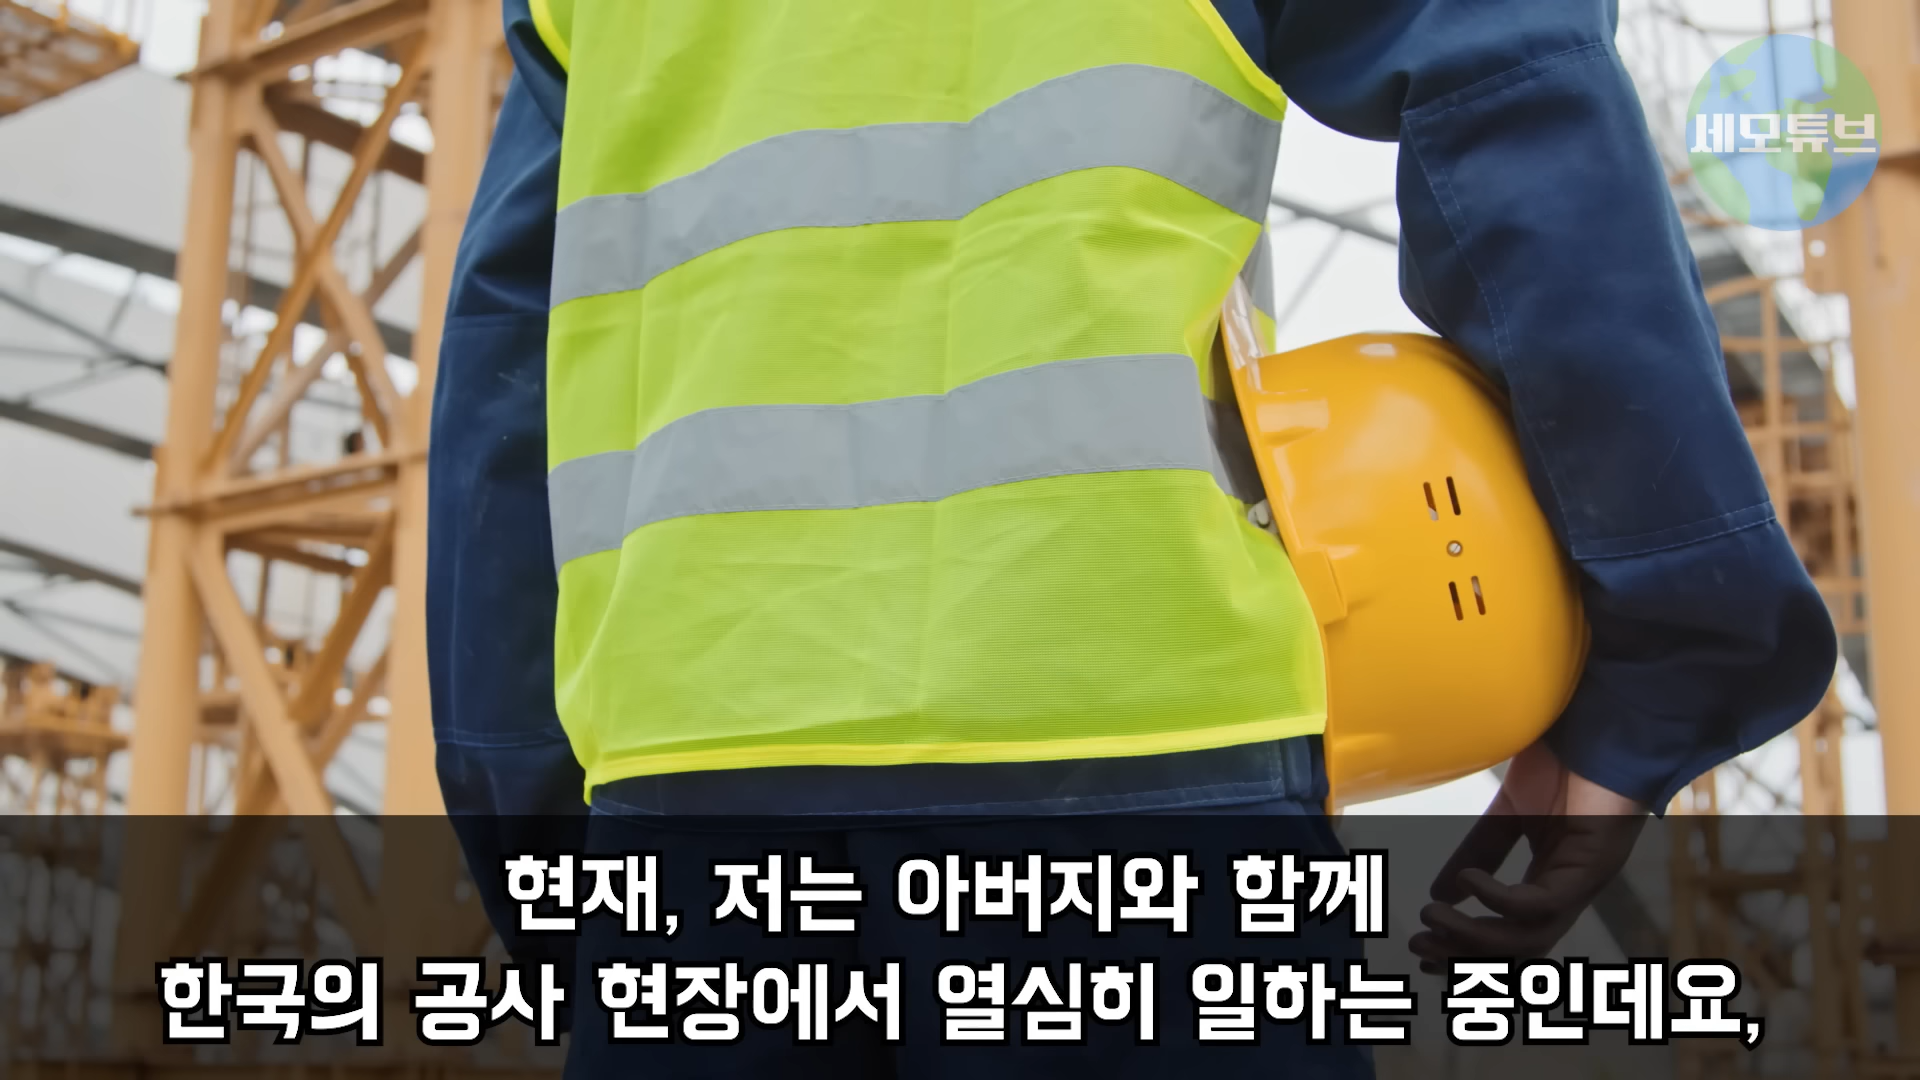 세모튜브
현재, 저는 아버지와 함께
한국의 공사 현장에서 열심히 일하는 중인데요,